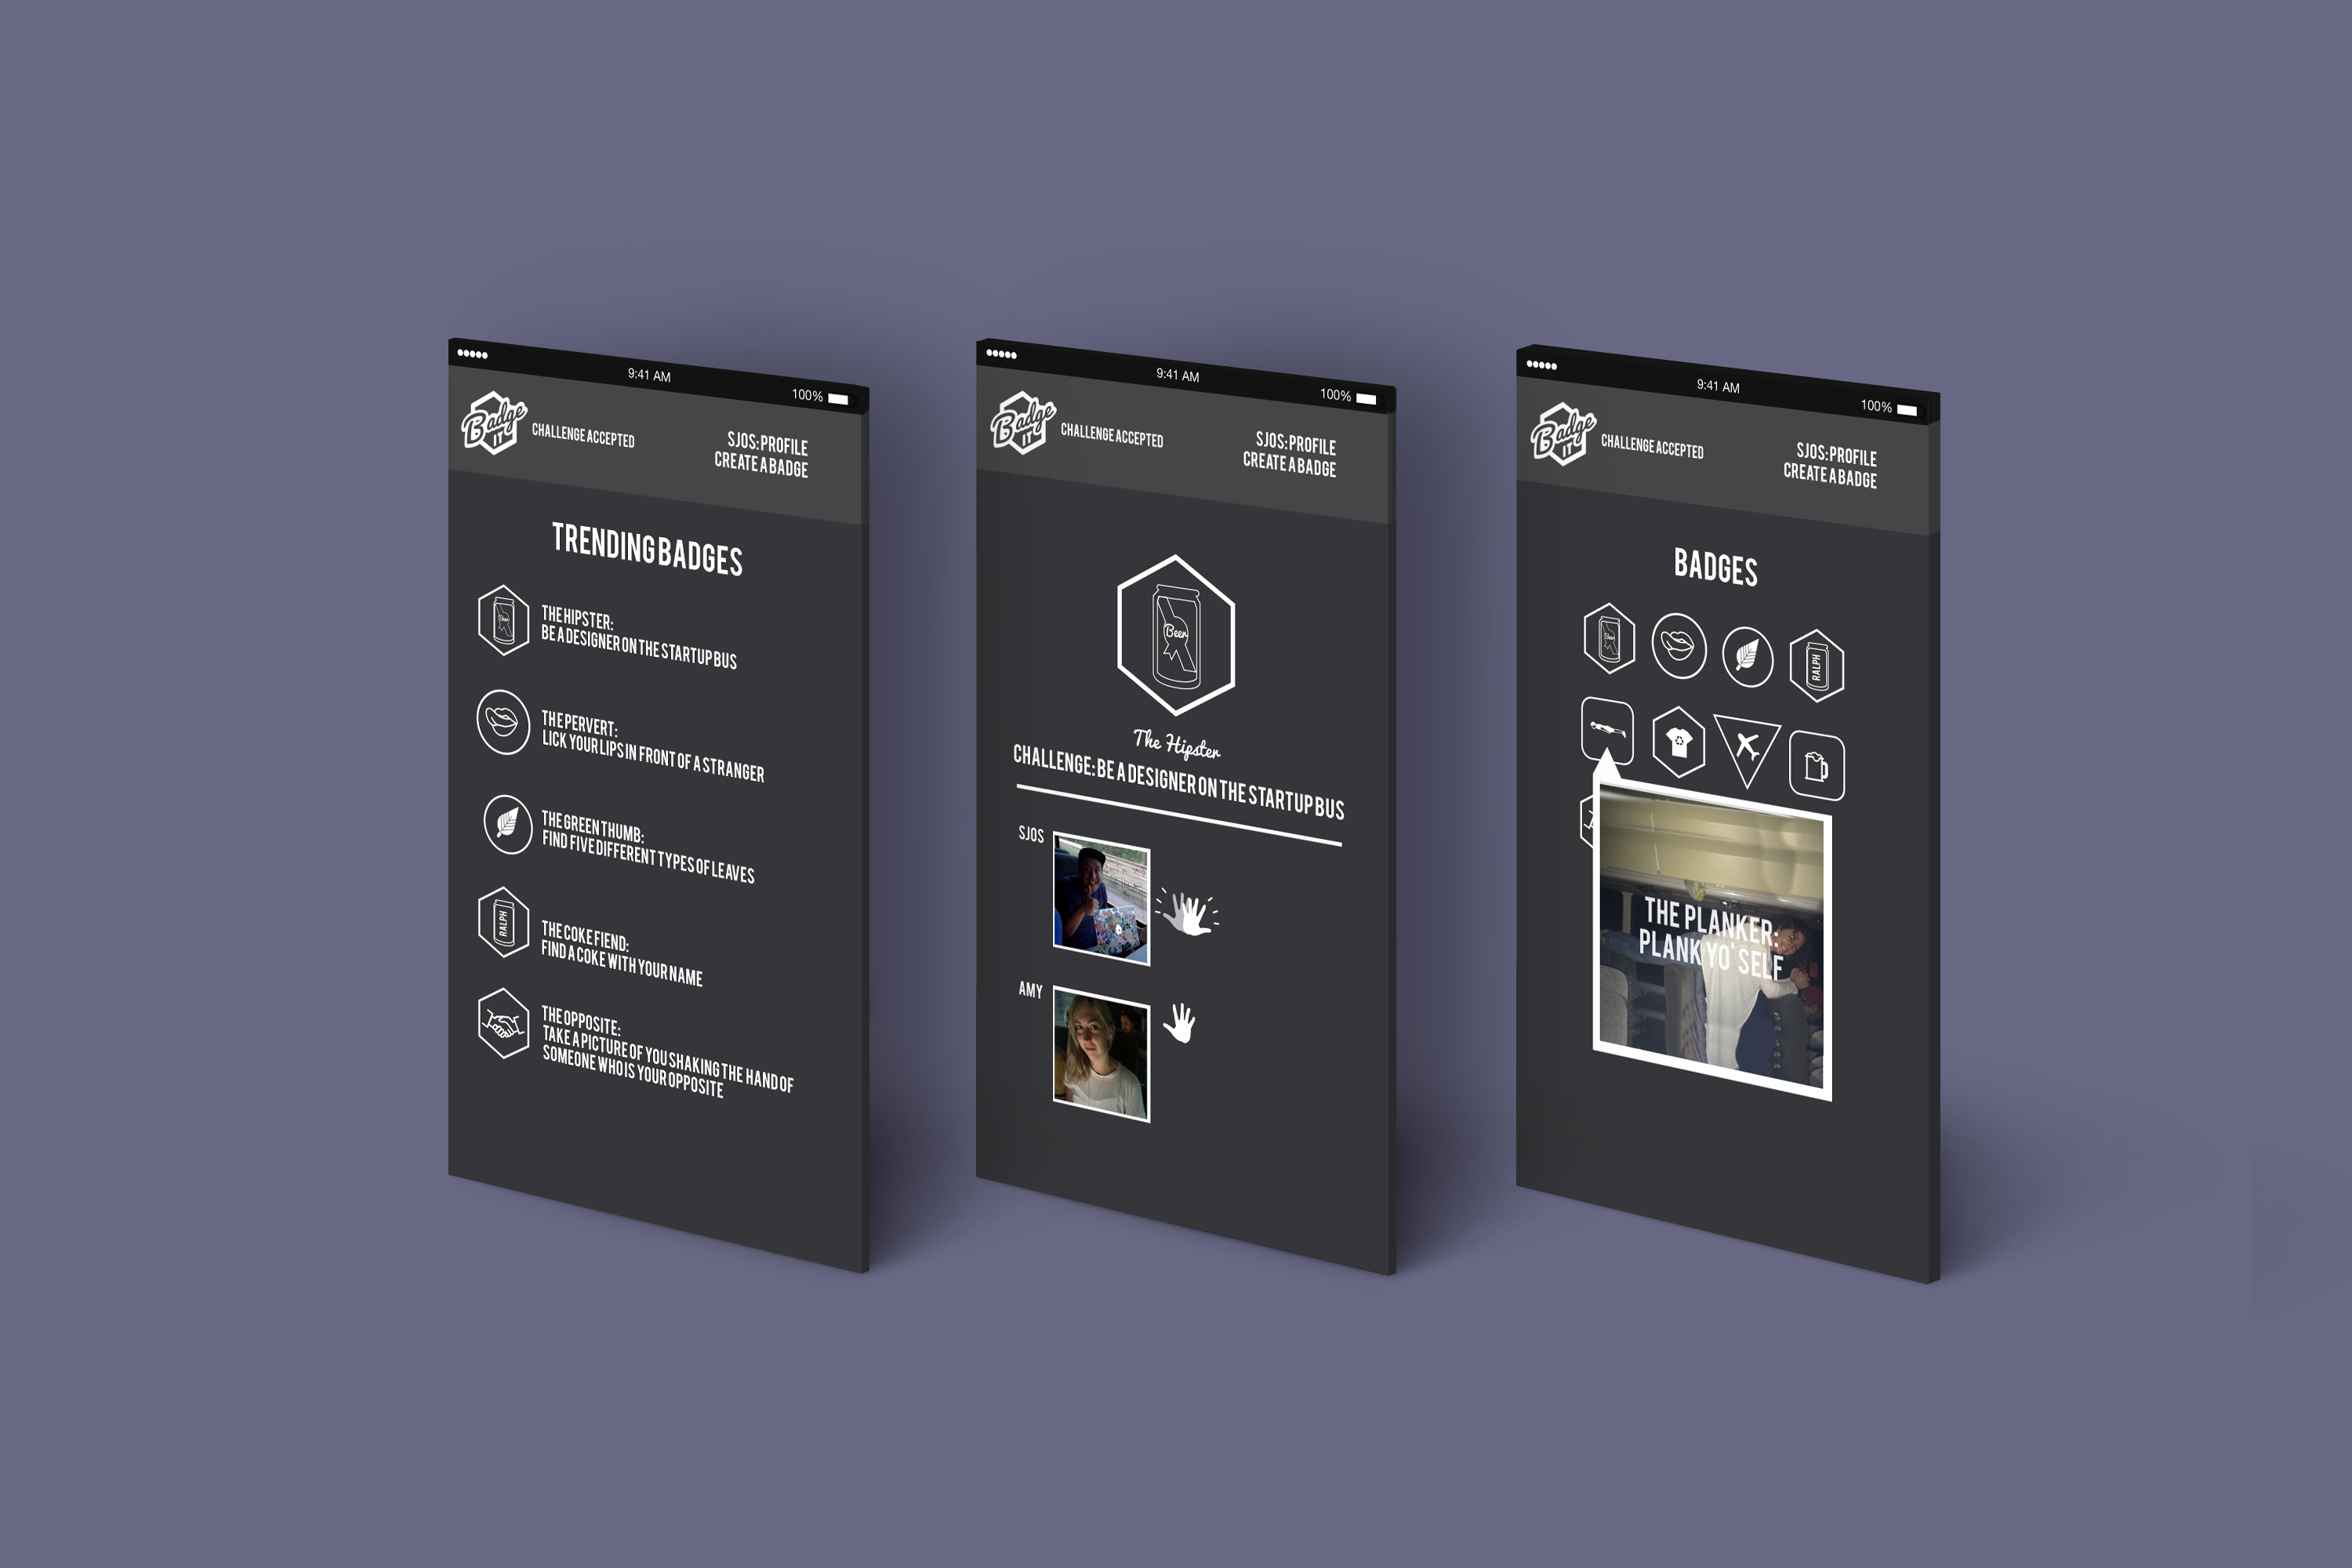 9:41 AM
100%
Badge
IT
CHALLENGE ACCEPTED
SJOS: PROFILE
CREATE A BADGE
TRENDING BADGES
Beer
THE HIPSTER:
BE A DESIGNER ON THE STARTUP BUS
THE PERVERT:
LICK YOUR LIPS IN FRONT OF A STRANGER
THE GREEN THUMB:
FIND FIVE DIFFERENT TYPES OF LEAVES
RALPH
THE COKE FIEND:
FIND A COKE WITH YOUR NAME
THE OPPOSITE:
TAKE A PICTURE OF YOU SHAKING THE HAND OF
SOMEONE WHO IS YOUR OPPOSITE
9:41 AM
100%
Badge
IT
CHALLENGE ACCEPTED
SJOS: PROFILE
CREATE A BADGE
Beer
The Hipster
CHALLENGE: BE A DESIGNER ON THE STARTUP BUS
SJOS
AMY
9:41 AM
100%
Badge
IT
CHALLENGE ACCEPTED
SJOS: PROFILE
CREATE A BADGE
BADGES
Beer
RALPH
THE PLANKER:
PLANK YO' SELF